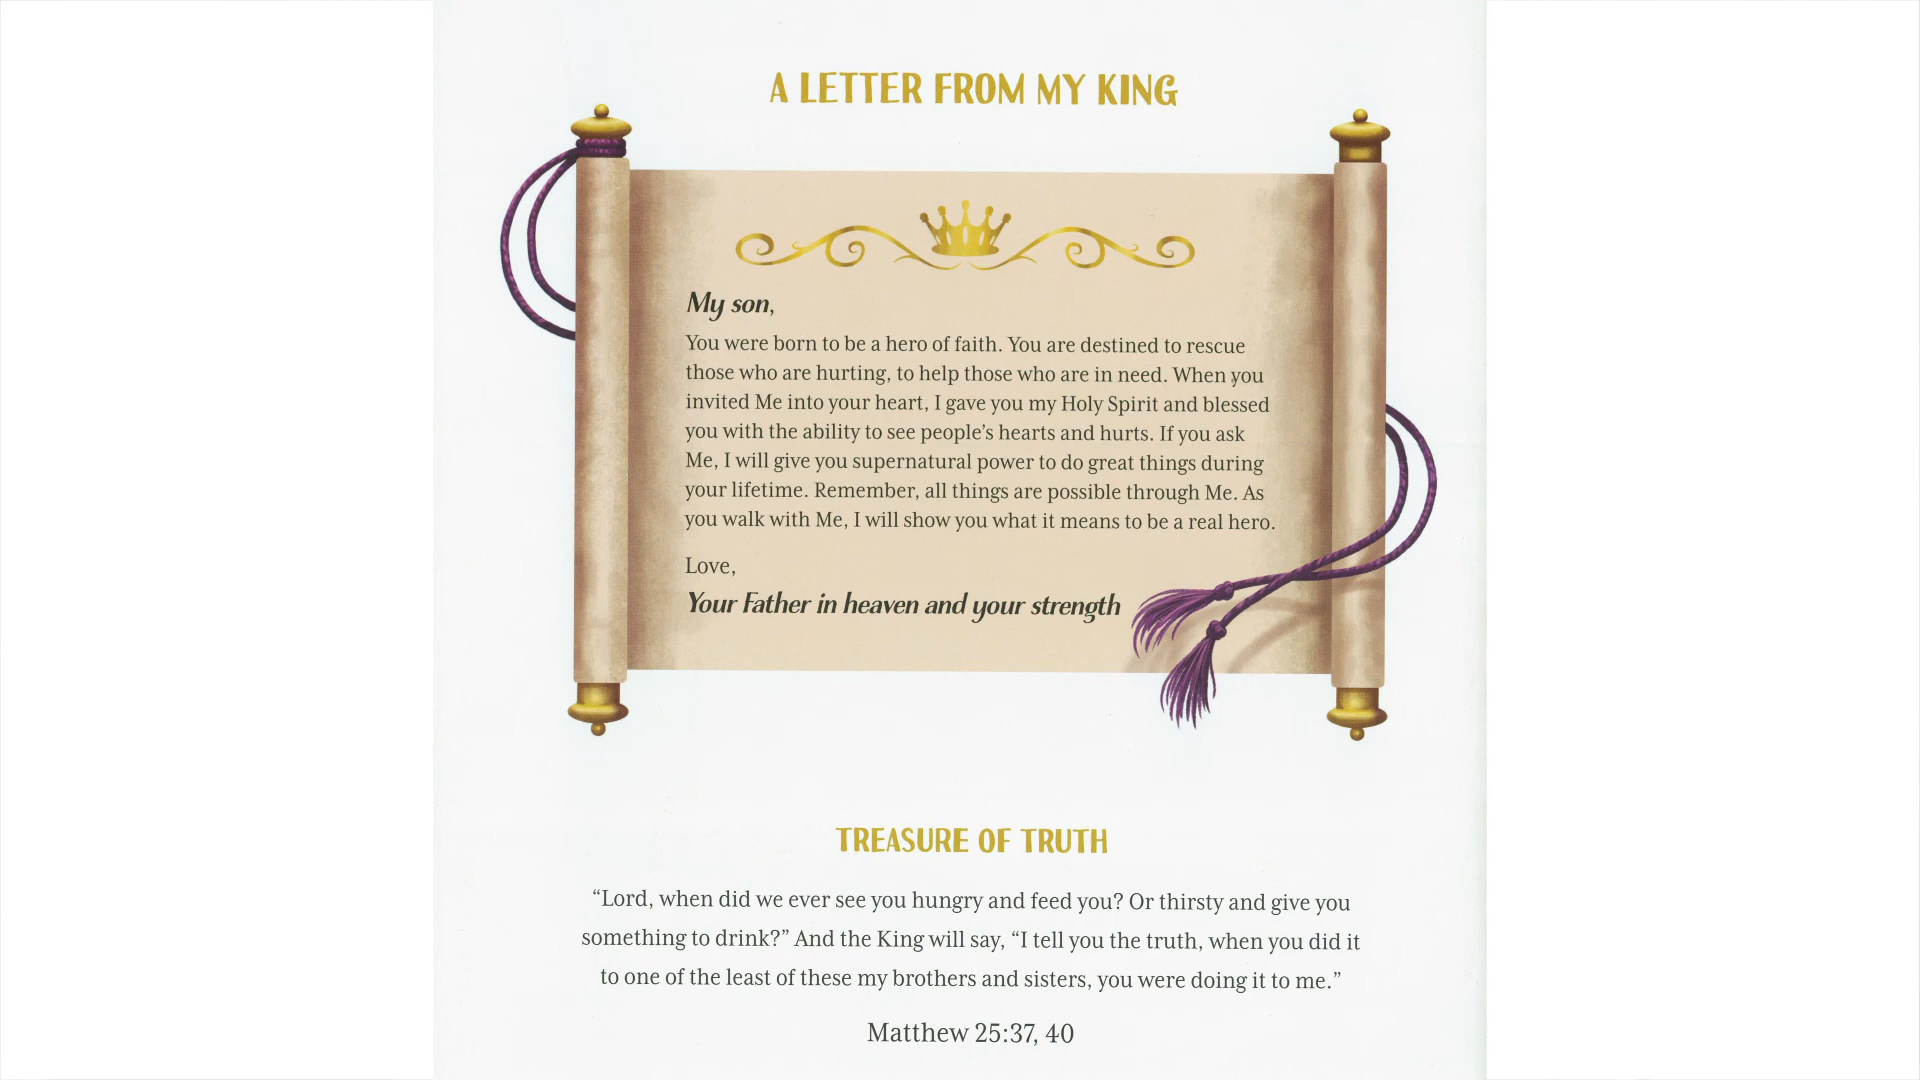 A LETTER FROM MY KING
My son,
You were born to be a hero of faith. You are destined to rescue
those who are hurting, to help those who are in need. When you
invited Me into your heart, I gave you my Holy Spirit and blessed
you with the ability to see people’s hearts and hurts. If you ask
Me, I will give you supernatural power to do great things during
your lifetime. Remember, all things are possible through Me. As
you walk with Me, I will show you what it means to be a real hero.
Love,
Your Father in heaven and your strength
TREASURE OF TRUTH
“Lord, when did we ever see you hungry and feed you? Or thirsty and give you
something to drink?” And the King will say, “I tell you the truth, when you did it
to one of the least of these my brothers and sisters, you were doing it to me.”
Matthew 25:37, 40